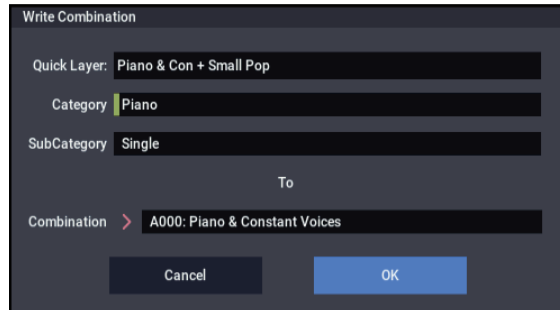 Write Combination
Quick Layer: Piano & Con + Small Pop
Category Piano
SubCategory Single
To
Combination > A000: Piano & Constant Voices
Cancel OK